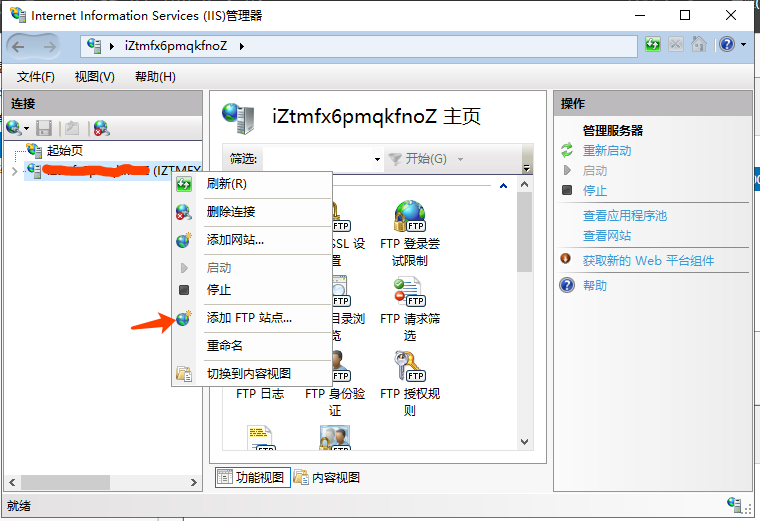 Internet Information Services (IIS)管理器
iZtmfx6pmqkfnoZ
文件(F) 视图(V) 帮助(H)
连接
起始页
(IZTMFX
刷新(R)
删除连接
添加网站...
启动
停止
添加 FTP 站点...
重命名
切换到内容视图
iZtmfx6pmqkfnoZ 主页
筛选: 开始(G)
SSL 设
置
FTP 登录尝
试限制
目录浏
览
FTP 请求筛
选
FTP 日志
FTP 身份验
证
FTP 授权规
则
FTP
FTP
FTP
FTP
FTP
FTP
功能视图 内容视图
操作
管理服务器
重新启动
启动
停止
查看应用程序池
查看网站
获取新的 Web 平台组件
帮助
就绪